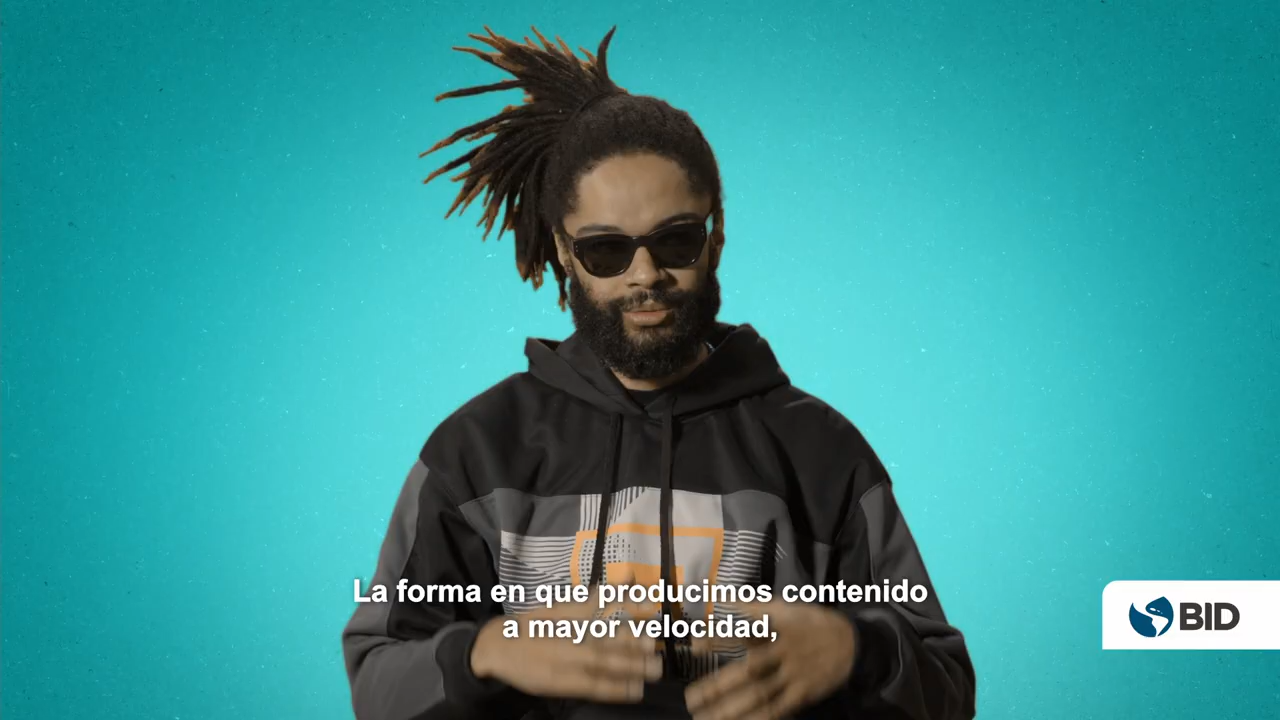 La forma en que producimos contenido
a mayor velocidad,
BID